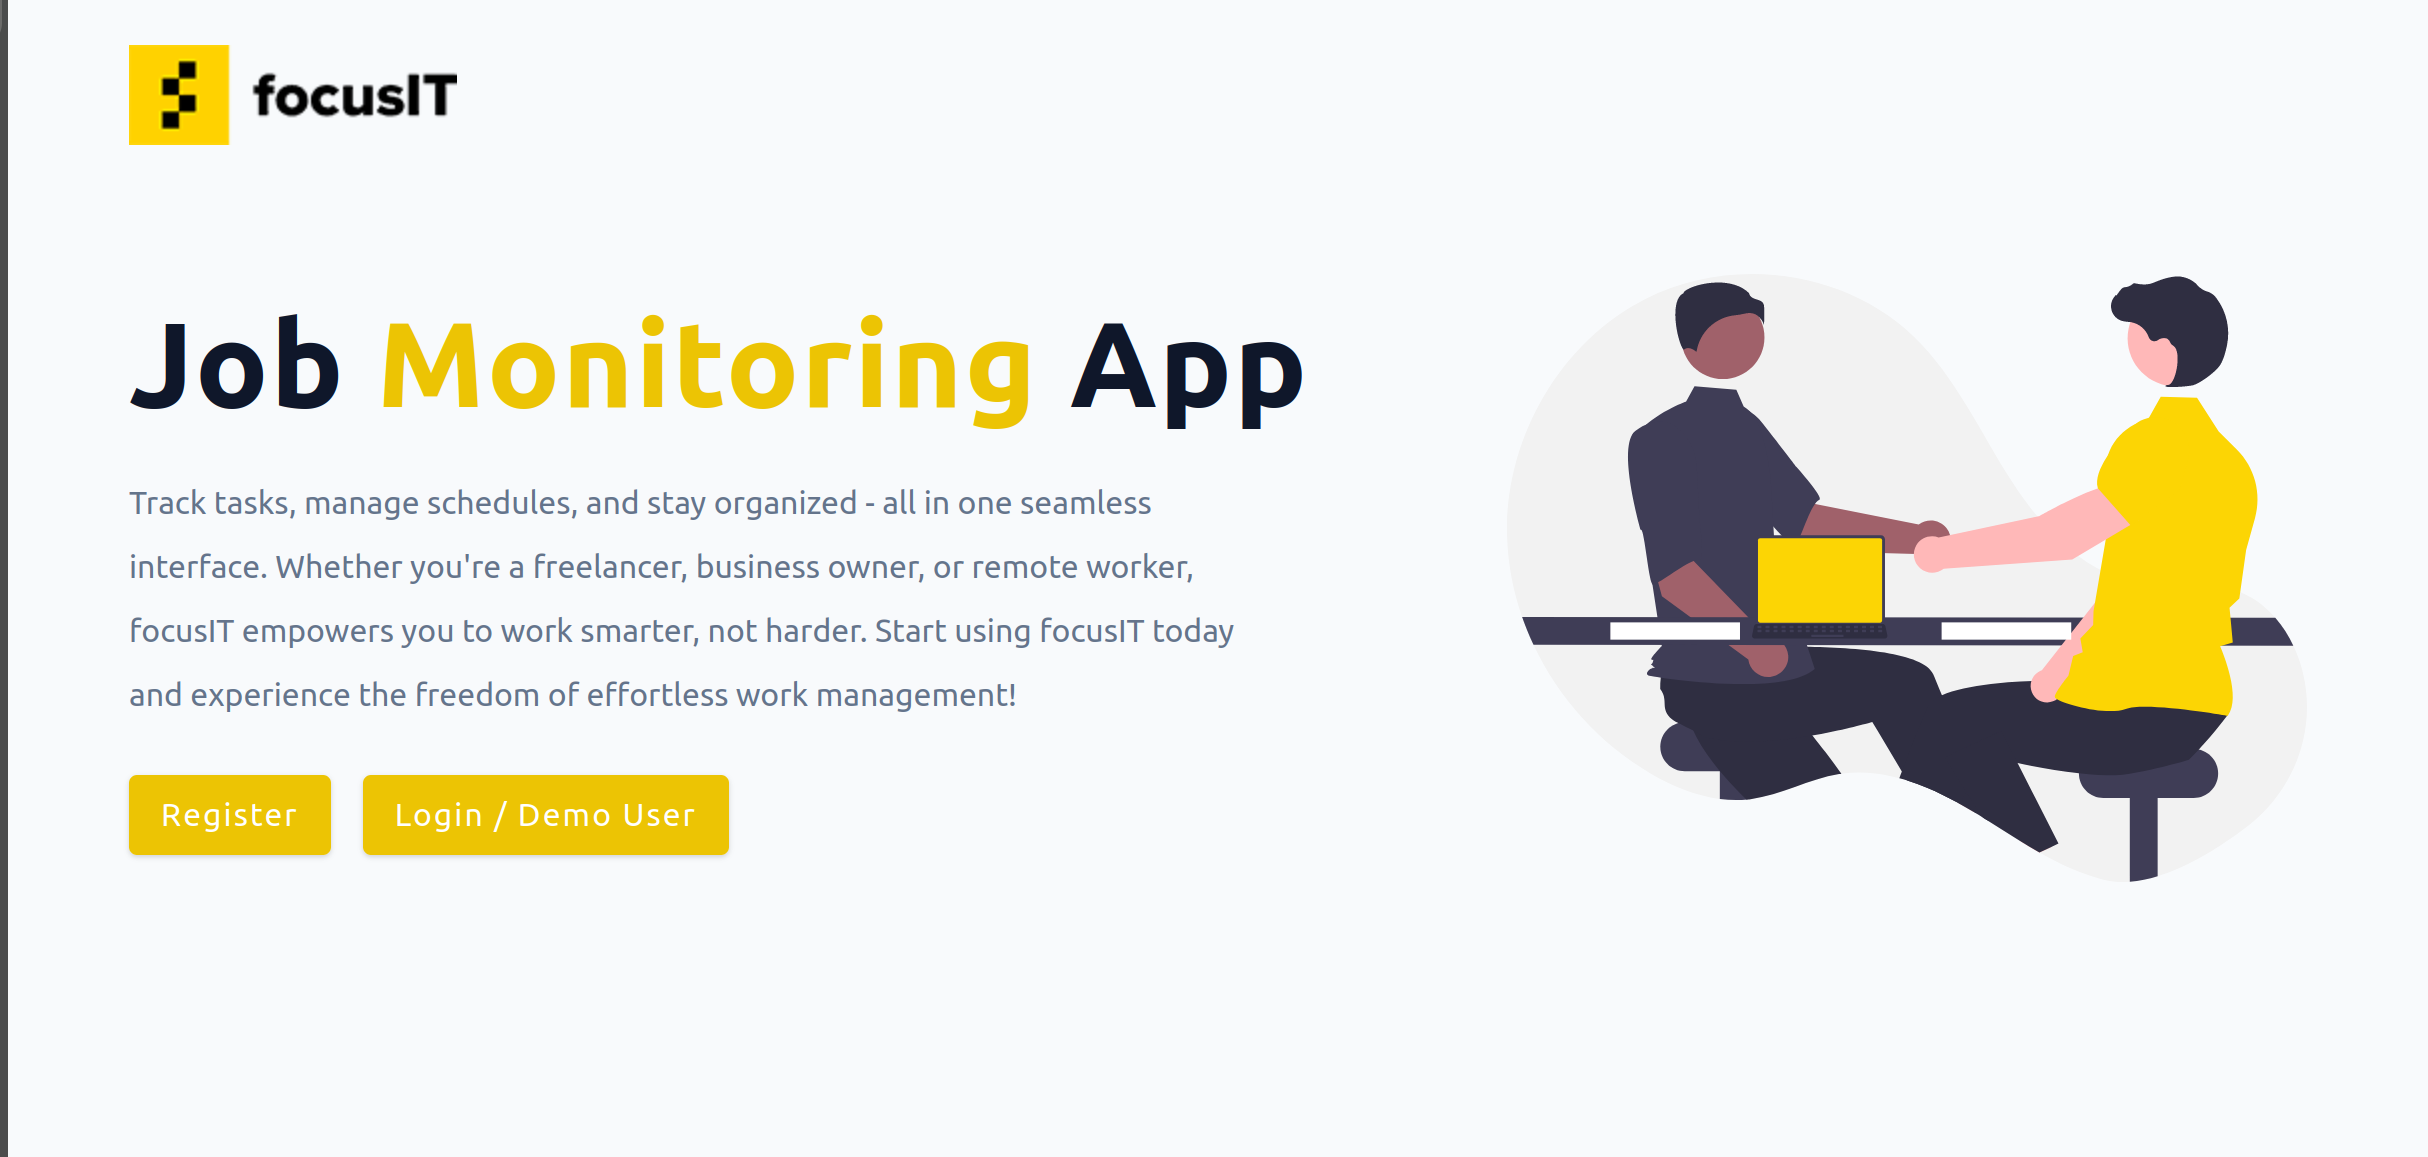 focusIT
Job Monitoring App
Track tasks, manage schedules, and stay organized - all in one seamless
interface. Whether you're a freelancer, business owner, or remote worker,
focusIT empowers you to work smarter, not harder. Start using focusIT today
and experience the freedom of effortless work management!
Register
Login / Demo User